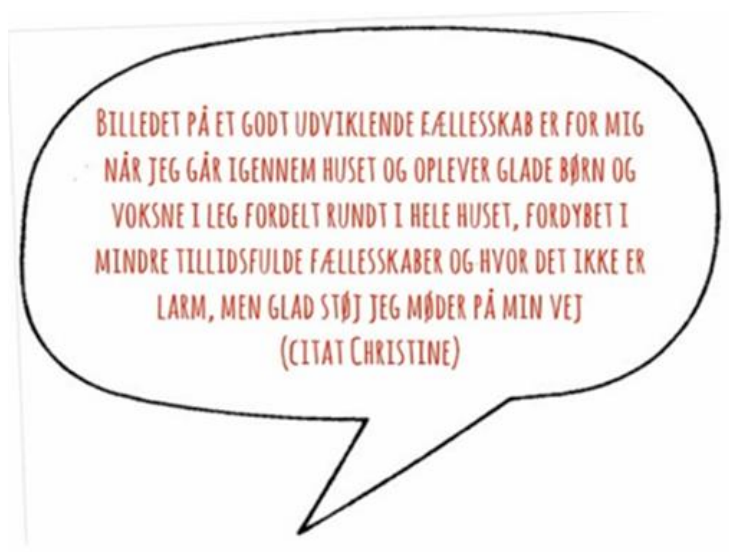 BILLEDET PÅ ET GODT UDVIKLENDE FÆLLESSKAB ER FOR MIG
NÅR JEG GÅR IGENNEM HUSET OG OPLEVER GLADE BØRN OG
VOKSNE I LEG FORDELT RUNDT I HELE HUSET, FORDYBET I
MINDRE TILLIDSFULDE FÆLLESSKABER OG HVOR DET IKKE ER
LARM, MEN GLAD STØJ JEG MØDER PÅ MIN VEJ
(CITAT CHRISTINE)